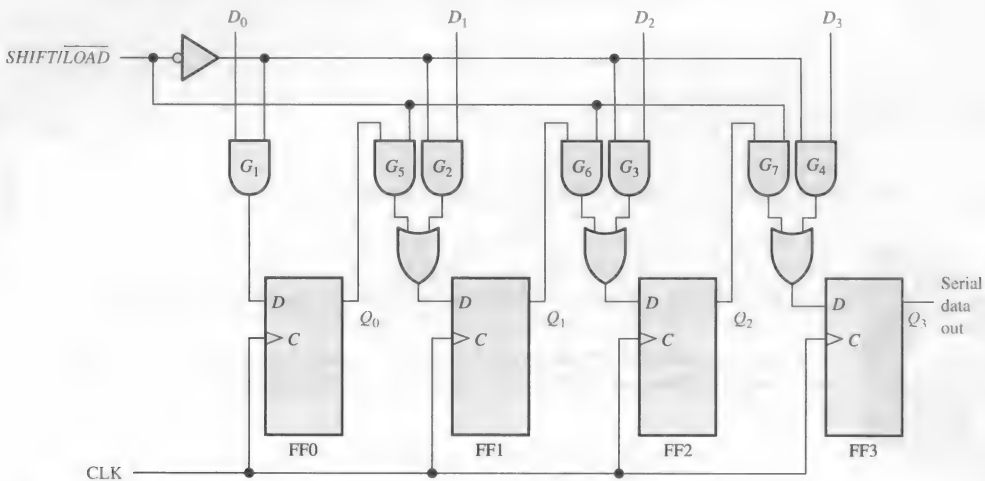 D0 D1 D2 D3
SHIFT/LOAD
G1 G5 G2 G6 G3 G7 G4
D Q0 D Q1 D Q2 D Q3
Serial
data
out
C C C C
FF0 FF1 FF2 FF3
CLK